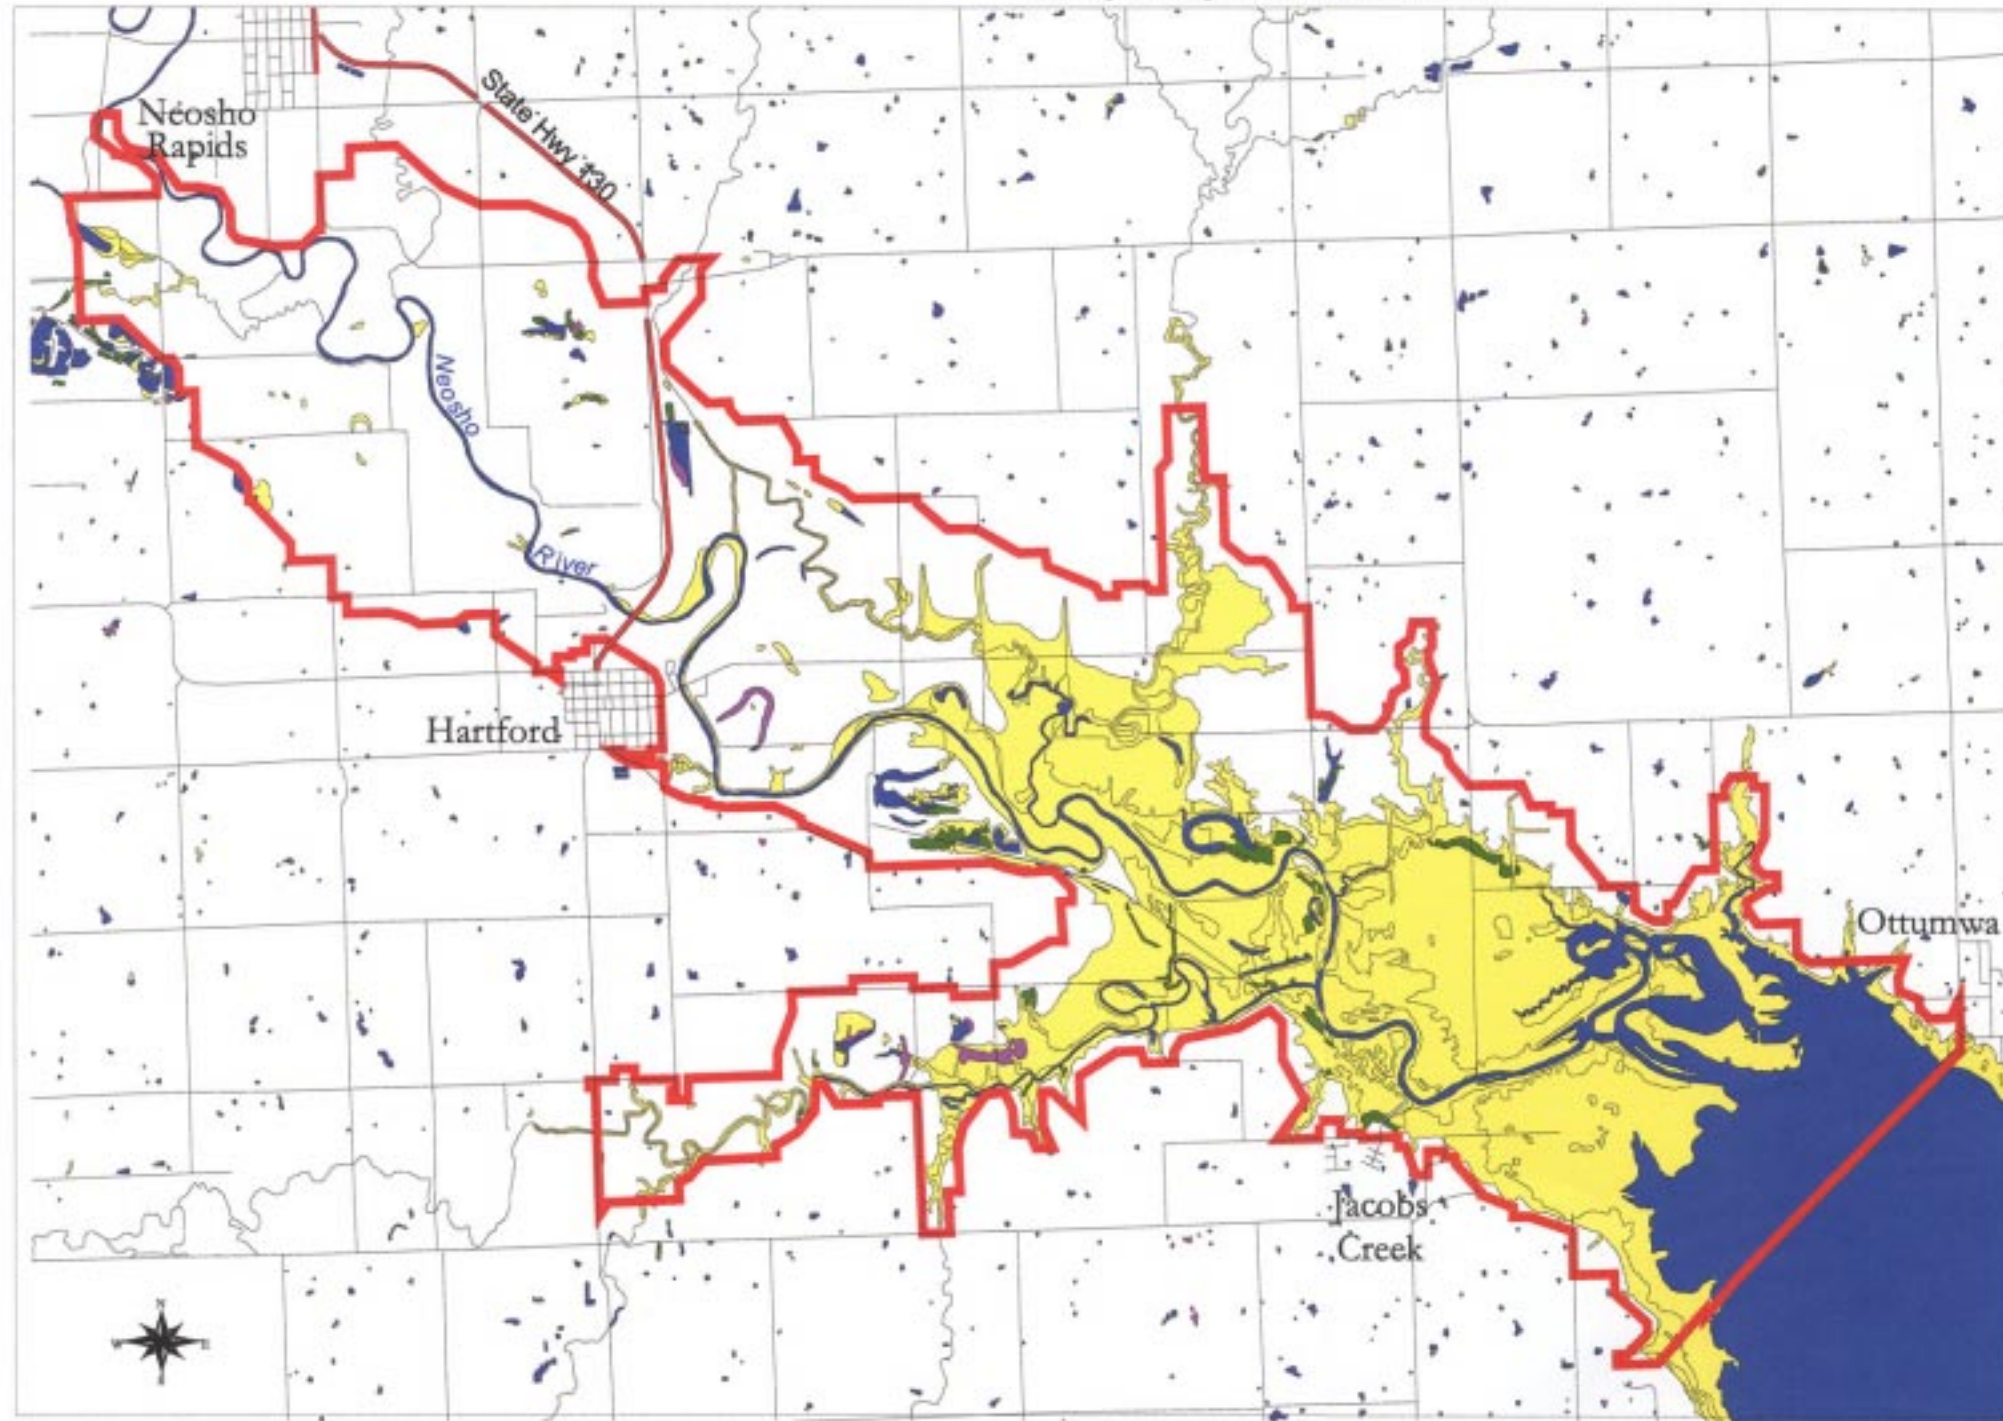 Neosho
Rapids
State Hwy 130
Neosho
River
Hartford
Ottumwa
Jacobs
Creek
N
W
E
S